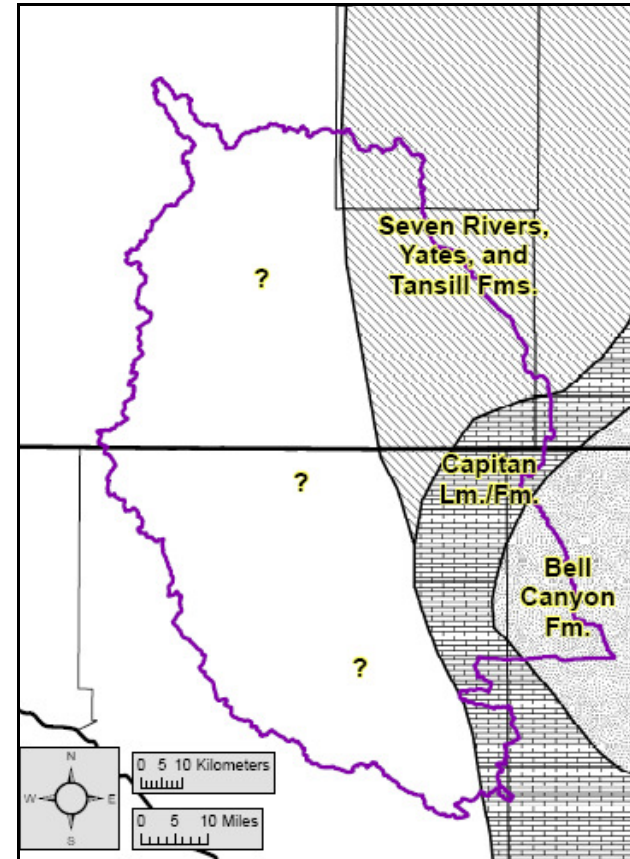 Seven Rivers,
Yates, and
Tansill Fms.
?
?
Capitan
Lm./Fm.
Bell
Canyon
Fm.
?
N
W E
S
0 5 10 Kilometers
0 5 10 Miles